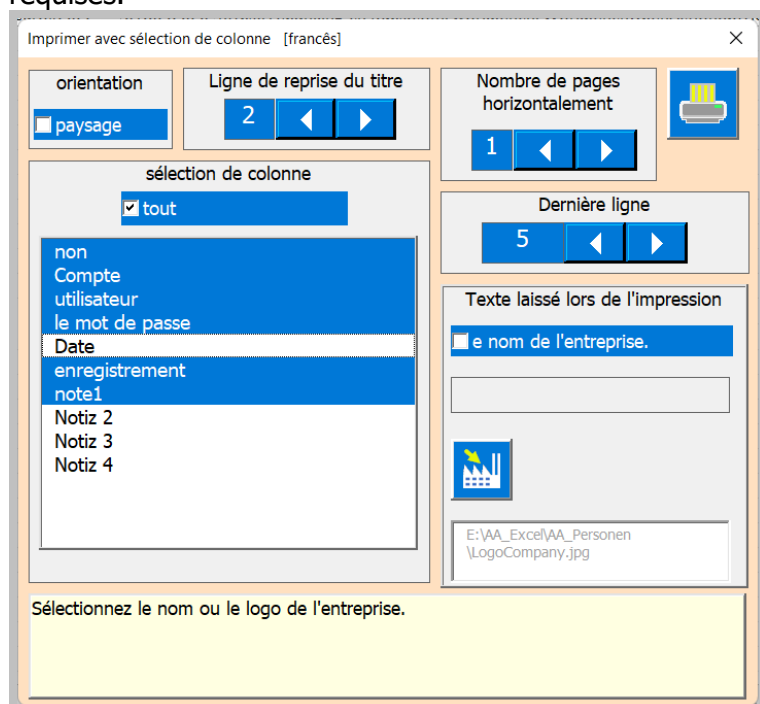 requises.
Imprimer avec sélection de colonne [francês]
orientation
paysage
Ligne de reprise du titre
2
Nombre de pages
horizontalement
1
sélection de colonne
tout
non
Compte
utilisateur
le mot de passe
Date
enregistrement
note1
Notiz 2
Notiz 3
Notiz 4
Dernière ligne
5
Texte laissé lors de l'impression
e nom de l'entreprise.
E:\AA_Excel\AA_Personen
\LogoCompany.jpg
Sélectionnez le nom ou le logo de l'entreprise.